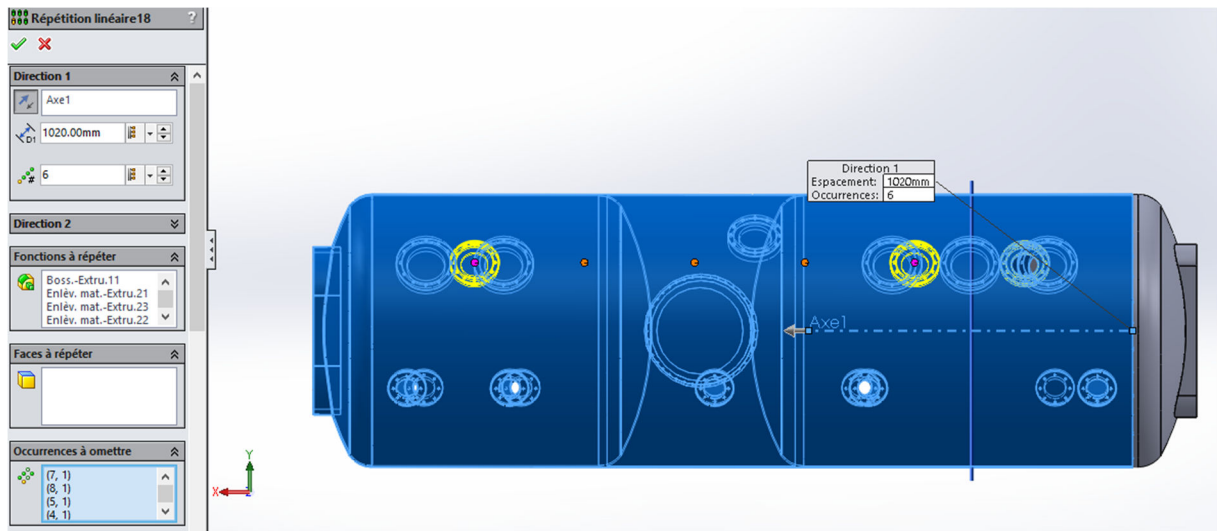 Répétition linéaire18 ?
Direction 1
Axe1
D1 1020.00mm
# 6
Direction 2
Fonctions à répéter
Boss.-Extru.11
Enlèv. mat.-Extru.21
Enlèv. mat.-Extru.23
Enlèv. mat.-Extru.22
Faces à répéter
Occurrences à omettre
(7, 1)
(8, 1)
(5, 1)
(4, 1)
Direction 1
Espacement: 1020mm
Occurrences: 6
Axe1
Y
X
Z